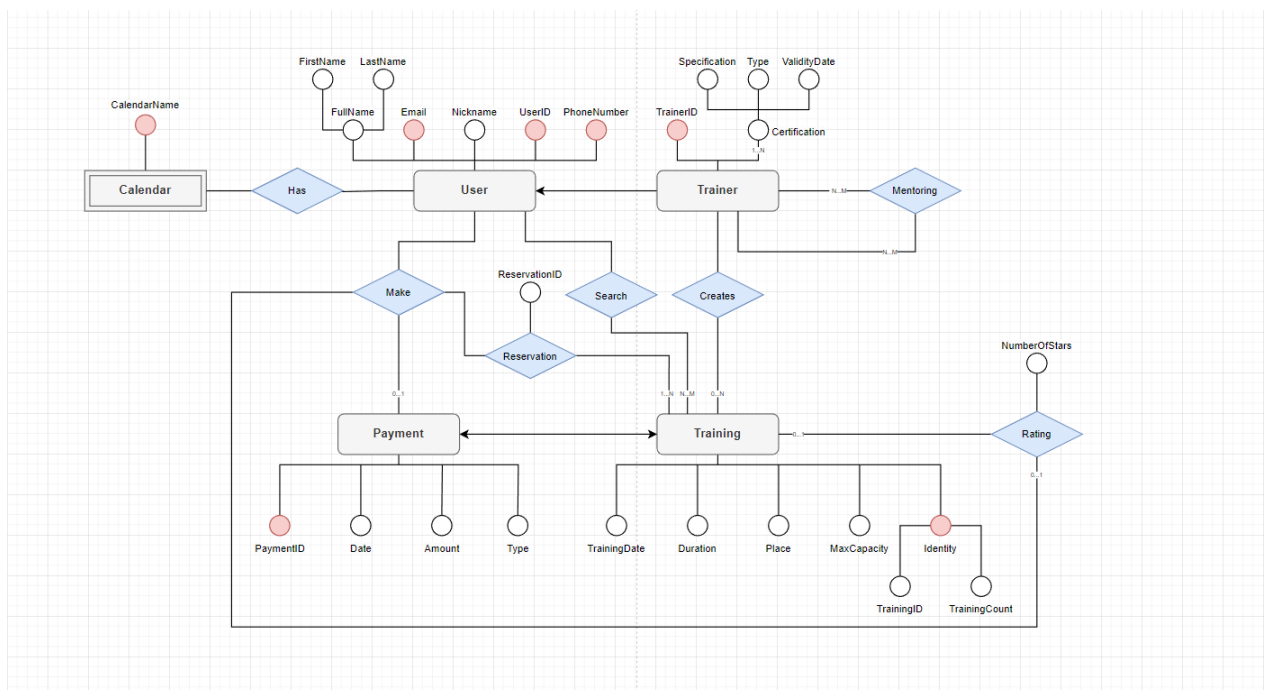 FirstName
LastName
Specification
Type
ValidityDate
CalendarName
FullName
Email
Nickname
UserID
PhoneNumber
TrainerID
Certification
1...N
Calendar
Has
User
Trainer
N...M
Mentoring
N...M
ReservationID
Make
Search
Creates
NumberOfStars
Reservation
0...1
1...N
N...M
0...N
Payment
Training
0...1
Rating
0...1
PaymentID
Date
Amount
Type
TrainingDate
Duration
Place
MaxCapacity
Identity
TrainingID
TrainingCount